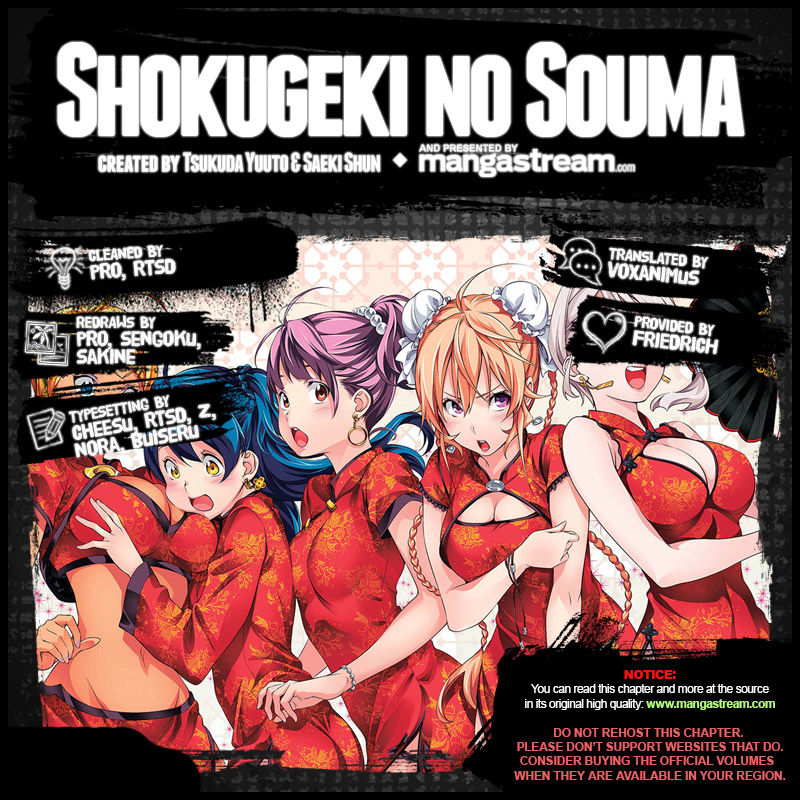 SHOKUGEKI NO SOUMA
CREATED BY TSUKUDA YUUTO & SAEKI SHUN ◆ AND PRESENTED BY mangastream.com
CLEANED BY
PRO, RTSD
REDRAWS BY
PRO, SENGOKU,
SAKINE
TYPESETTING BY
CHEESU, RTSD, Z,
NORA, BUISERU
TRANSLATED BY
VOXANIMUS
PROVIDED BY
FRIEDRICH
NOTICE:
You can read this chapter and more at the source
in its original high quality: www.mangastream.com
DO NOT REHOST THIS CHAPTER.
PLEASE DON'T SUPPORT WEBSITES THAT DO.
CONSIDER BUYING THE OFFICIAL VOLUMES
WHEN THEY ARE AVAILABLE IN YOUR REGION.